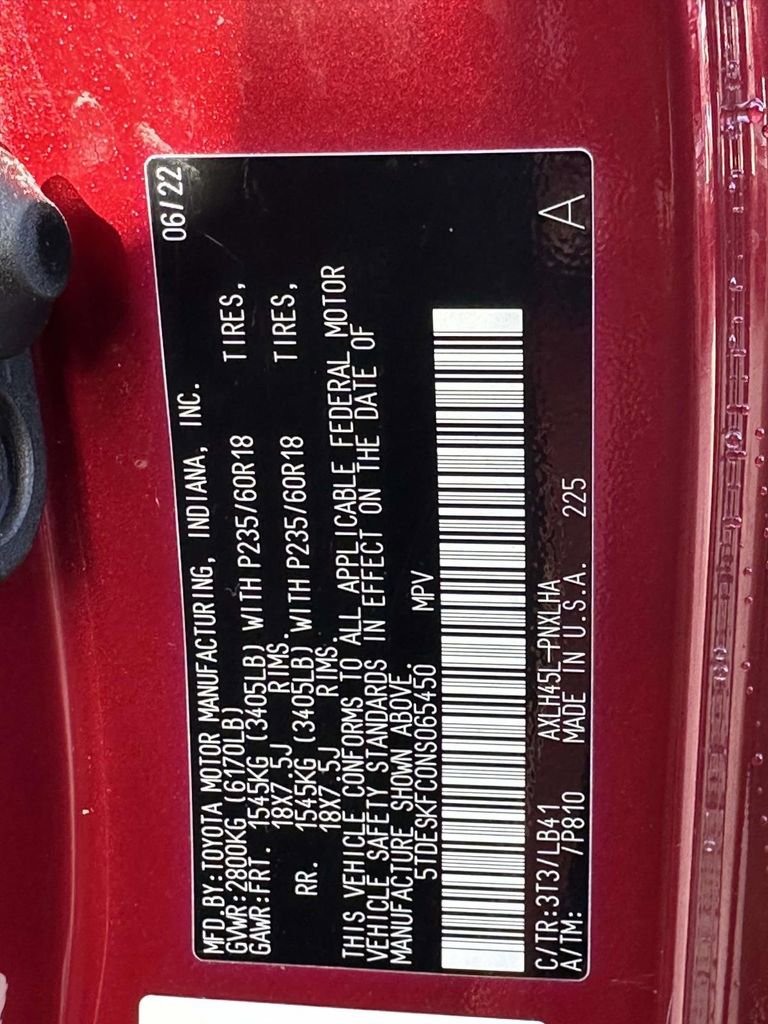 MFD.BY:TOYOTA MOTOR MANUFACTURING, INDIANA, INC. 06/22
GVWR:2800KG (6170LB)
GAWR:FRT. 1545KG (3405LB) WITH P235/60R18 TIRES,
18X7.5J RIMS.
RR. 1545KG (3405LB) WITH P235/60R18 TIRES,
18X7.5J RIMS.
THIS VEHICLE CONFORMS TO ALL APPLICABLE FEDERAL MOTOR
VEHICLE SAFETY STANDARDS IN EFFECT ON THE DATE OF
MANUFACTURE SHOWN ABOVE.
5TDESKFC0NS065450 MPV
C/TR:3T3/LB41 AXLH45L-PNXLHA
A/TM: /P810 MADE IN U.S.A. 225 A